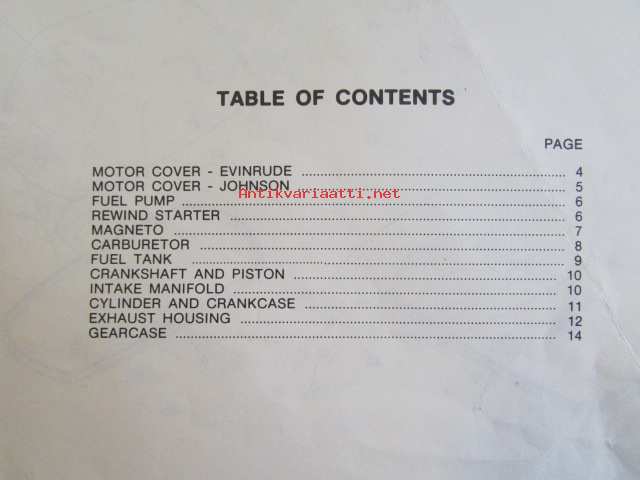 TABLE OF CONTENTS
PAGE
MOTOR COVER - EVINRUDE ........ 4
MOTOR COVER - JOHNSON ........ 5
Antikvariaatti.net
FUEL PUMP ........ 6
REWIND STARTER ........ 6
MAGNETO ........ 7
CARBURETOR ........ 8
FUEL TANK ........ 9
CRANKSHAFT AND PISTON ........ 10
INTAKE MANIFOLD ........ 10
CYLINDER AND CRANKCASE ........ 11
EXHAUST HOUSING ........ 12
GEARCASE ........ 14